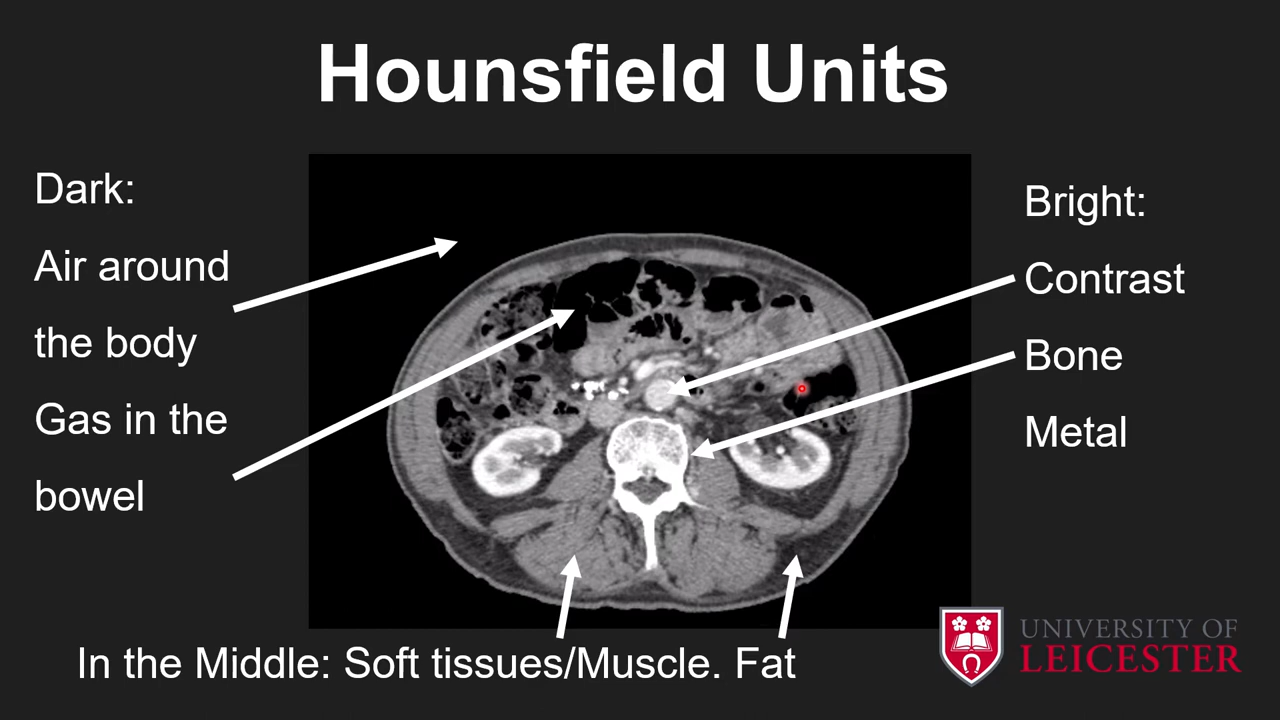 Hounsfield Units
Dark:
Air around
the body
Gas in the
bowel
Bright:
Contrast
Bone
Metal
In the Middle: Soft tissues/Muscle. Fat
UNIVERSITY OF
LEICESTER